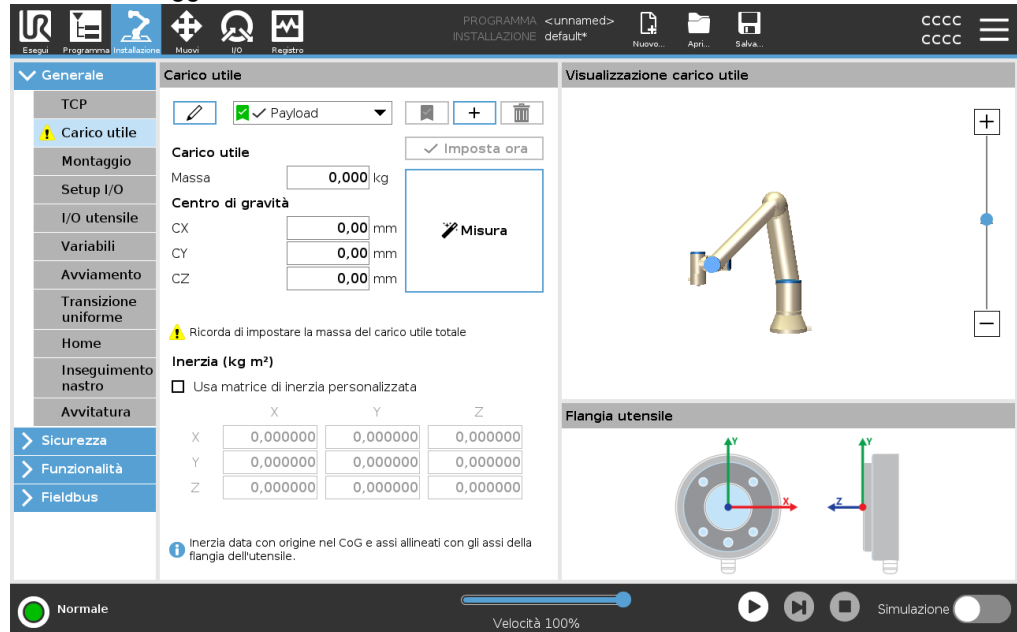 PROGRAMMA <unnamed>
INSTALLAZIONE default*
UR
Esegui
Programma
Installazione
Muovi
I/O
Registro
Nuovo...
Apri...
Salva...
cccc
cccc
Generale
TCP
Carico utile
Montaggio
Setup I/O
I/O utensile
Variabili
Avviamento
Transizione
uniforme
Home
Inseguimento
nastro
Avvitatura
Sicurezza
Funzionalità
Fieldbus
Carico utile
Payload
Carico utile
Imposta ora
Massa 0,000 kg
Centro di gravità
CX 0,00 mm
CY 0,00 mm
CZ 0,00 mm
Misura
Ricorda di impostare la massa del carico utile totale
Inerzia (kg m²)
Usa matrice di inerzia personalizzata
X Y Z
X 0,000000 0,000000 0,000000
Y 0,000000 0,000000 0,000000
Z 0,000000 0,000000 0,000000
Inerzia data con origine nel CoG e assi allineati con gli assi della
flangia dell'utensile.
Visualizzazione carico utile
Flangia utensile
Y Y
X Z
Normale
Velocità 100%
Simulazione